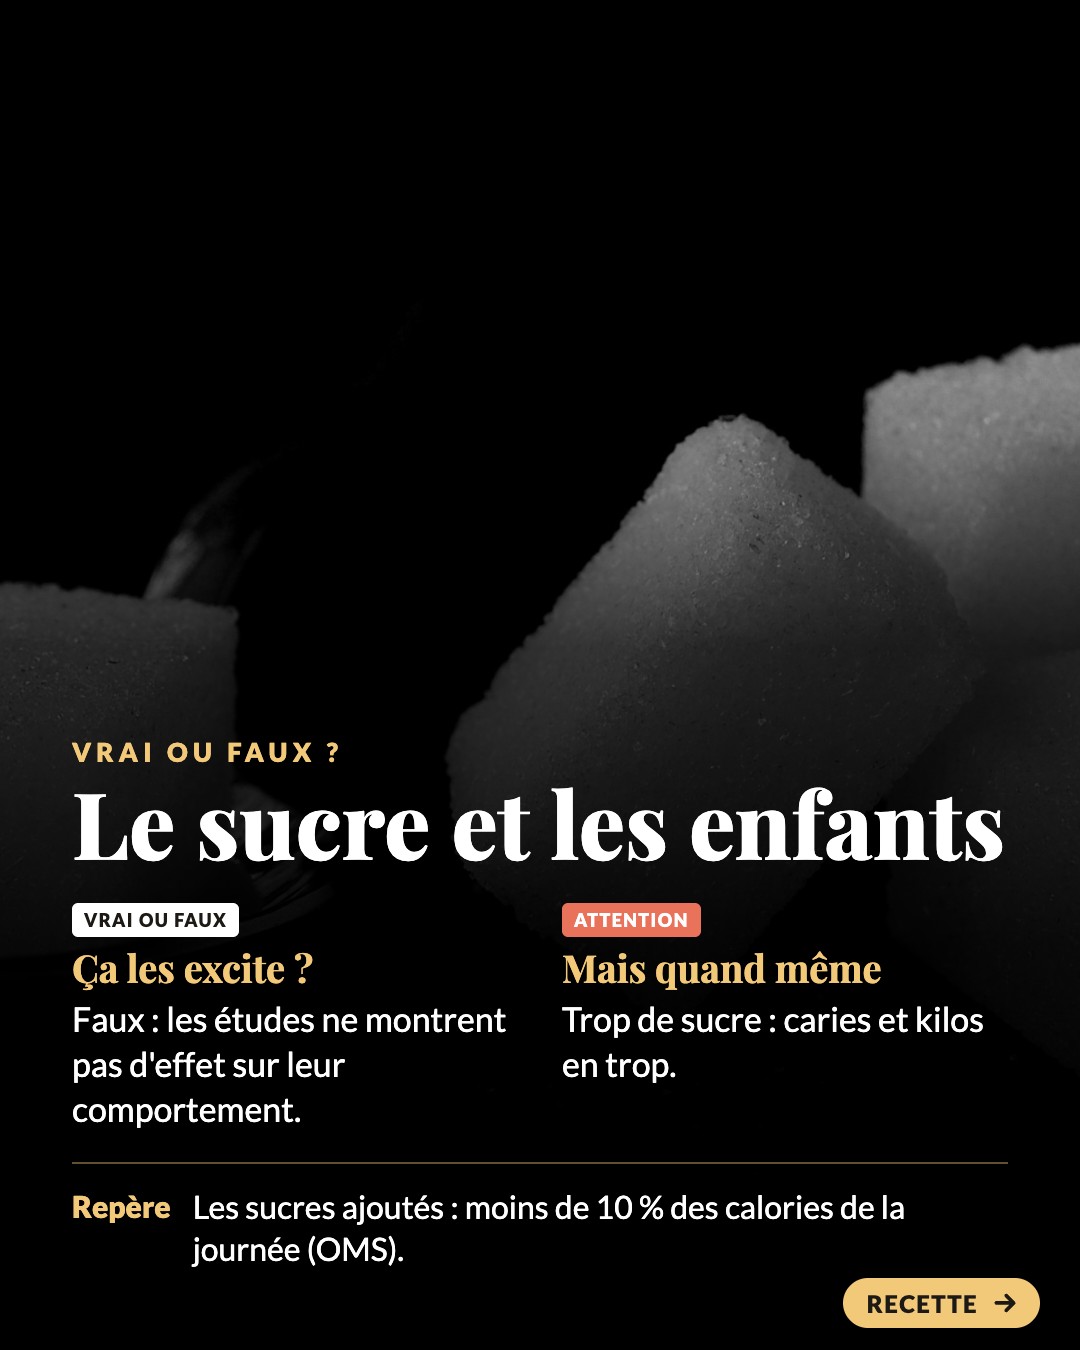 VRAI OU FAUX ?
Le sucre et les enfants
VRAI OU FAUX
Ça les excite ?
Faux : les études ne montrent
pas d'effet sur leur
comportement.
ATTENTION
Mais quand même
Trop de sucre : caries et kilos
en trop.
Repère
Les sucres ajoutés : moins de 10 % des calories de la
journée (OMS).
RECETTE →